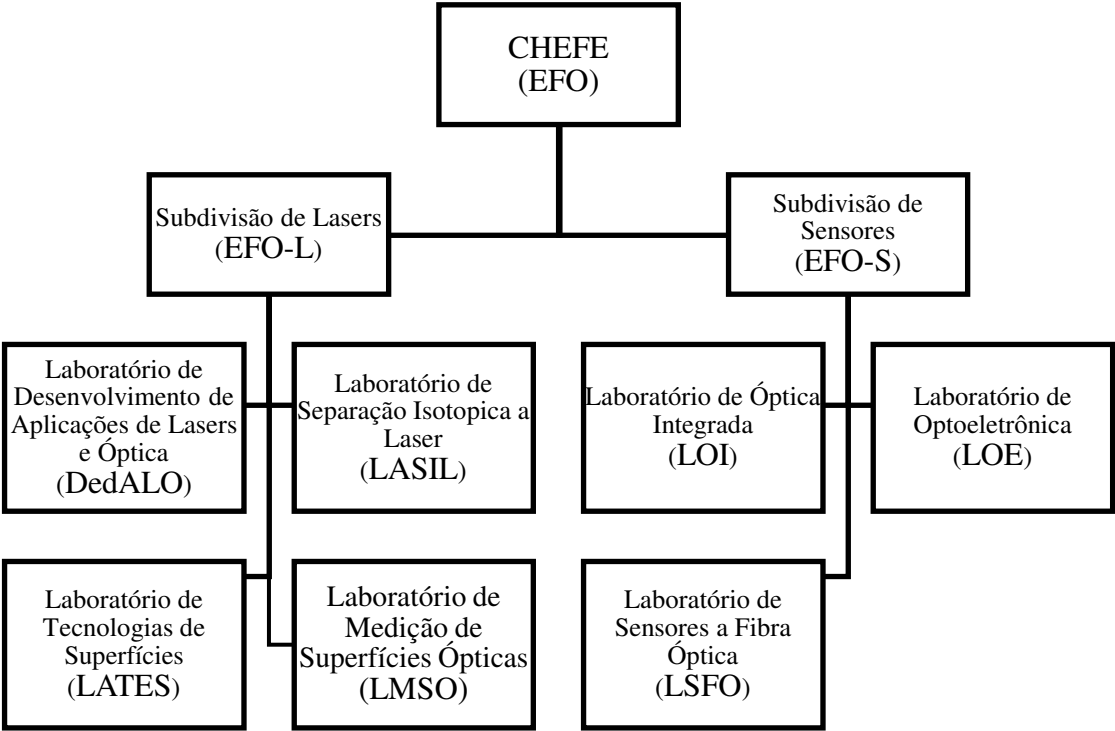 CHEFE
(EFO)
Subdivisão de Lasers
(EFO-L)
Subdivisão de
Sensores
(EFO-S)
Laboratório de
Desenvolvimento de
Aplicações de Lasers
e Óptica
(DedALO)
Laboratório de
Separação Isotopica a
Laser
(LASIL)
Laboratório de Óptica
Integrada
(LOI)
Laboratório de
Optoeletrônica
(LOE)
Laboratório de
Tecnologias de
Superfícies
(LATES)
Laboratório de
Medição de
Superfícies Ópticas
(LMSO)
Laboratório de
Sensores a Fibra
Óptica
(LSFO)